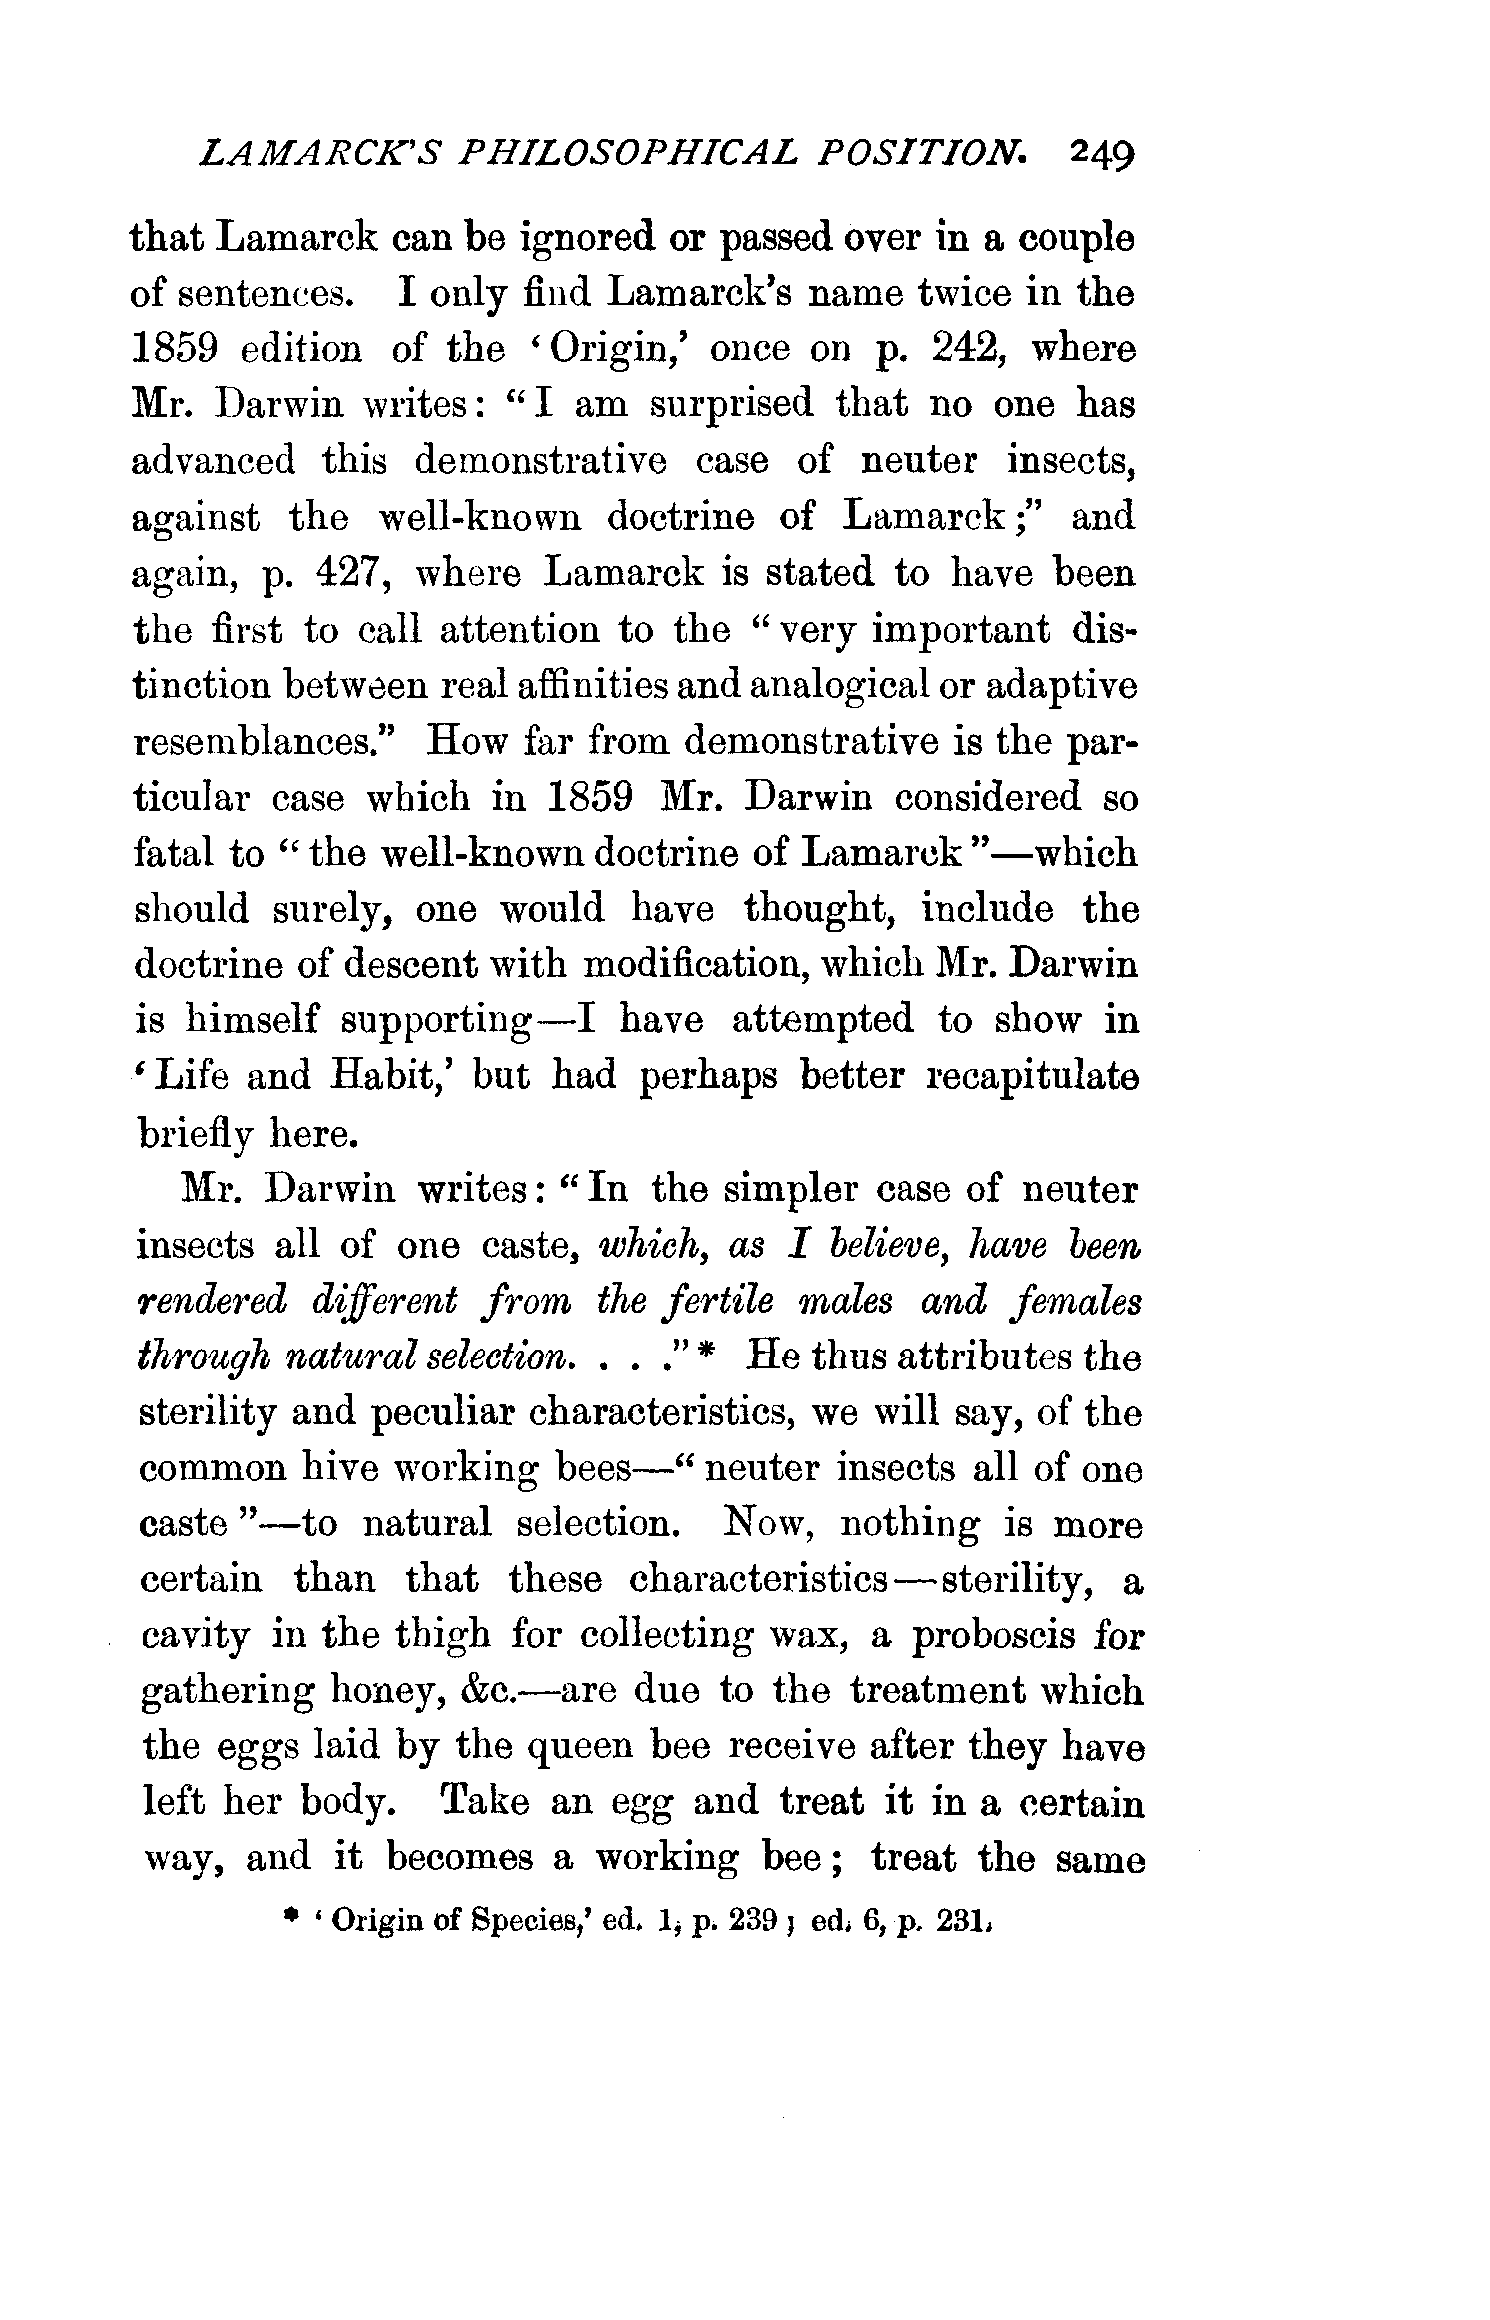 LAMARCK'S PHILOSOPHICAL POSITION. 249
that Lamarck can be ignored or passed over in a couple
of sentences. I only find Lamarck's name twice in the
1859 edition of the ‘Origin,’ once on p. 242, where
Mr. Darwin writes: “I am surprised that no one has
advanced this demonstrative case of neuter insects,
against the well-known doctrine of Lamarck;” and
again, p. 427, where Lamarck is stated to have been
the first to call attention to the “very important dis-
tinction between real affinities and analogical or adaptive
resemblances.” How far from demonstrative is the par-
ticular case which in 1859 Mr. Darwin considered so
fatal to “the well-known doctrine of Lamarck”—which
should surely, one would have thought, include the
doctrine of descent with modification, which Mr. Darwin
is himself supporting—I have attempted to show in
‘Life and Habit,’ but had perhaps better recapitulate
briefly here.
Mr. Darwin writes: “In the simpler case of neuter
insects all of one caste, which, as I believe, have been
rendered different from the fertile males and females
through natural selection. . . .” * He thus attributes the
sterility and peculiar characteristics, we will say, of the
common hive working bees—“neuter insects all of one
caste”—to natural selection. Now, nothing is more
certain than that these characteristics—sterility, a
cavity in the thigh for collecting wax, a proboscis for
gathering honey, &c.—are due to the treatment which
the eggs laid by the queen bee receive after they have
left her body. Take an egg and treat it in a certain
way, and it becomes a working bee; treat the same
* ‘Origin of Species,’ ed. 1, p. 239; ed. 6, p. 231.